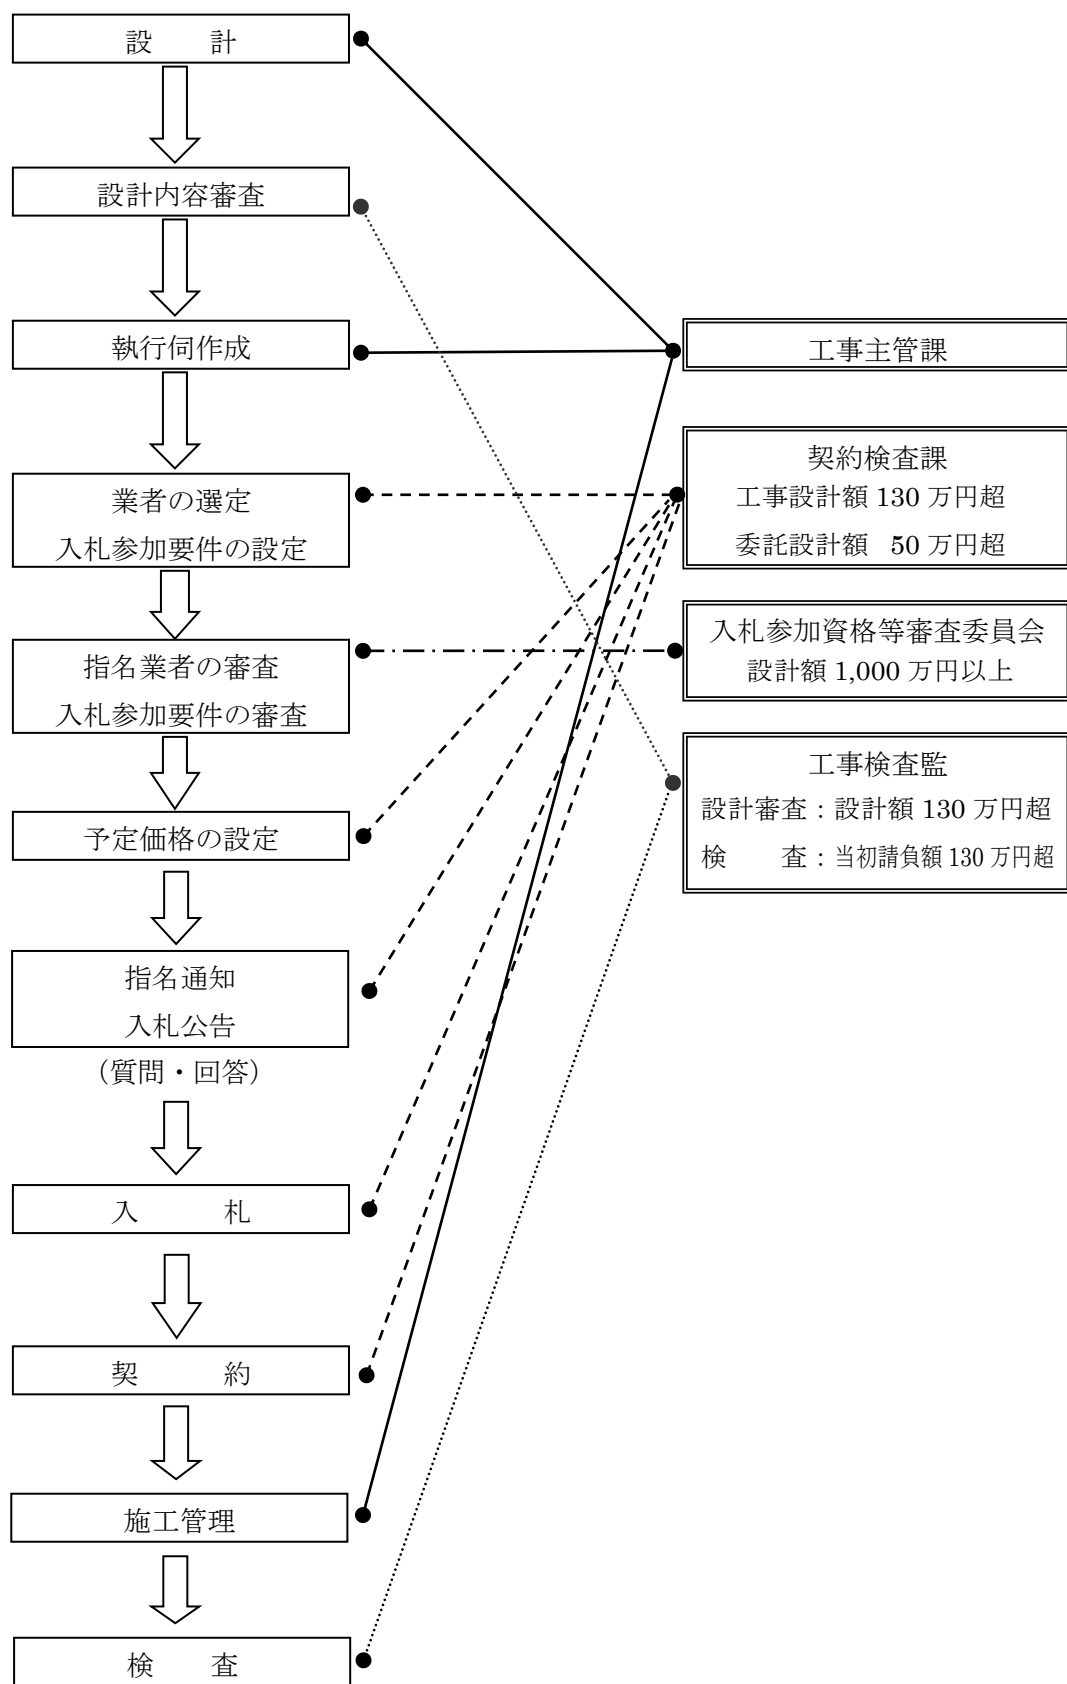 設　　計
設計内容審査
執行伺作成
業者の選定
入札参加要件の設定
指名業者の審査
入札参加要件の審査
予定価格の設定
指名通知
入札公告
（質問・回答）
入　　　札
契　　　約
施工管理
検　　査
工事主管課
契約検査課
工事設計額 130 万円超
委託設計額　50 万円超
入札参加資格等審査委員会
設計額 1,000 万円以上
工事検査監
設計審査：設計額 130 万円超
検　　査：当初請負額 130 万円超